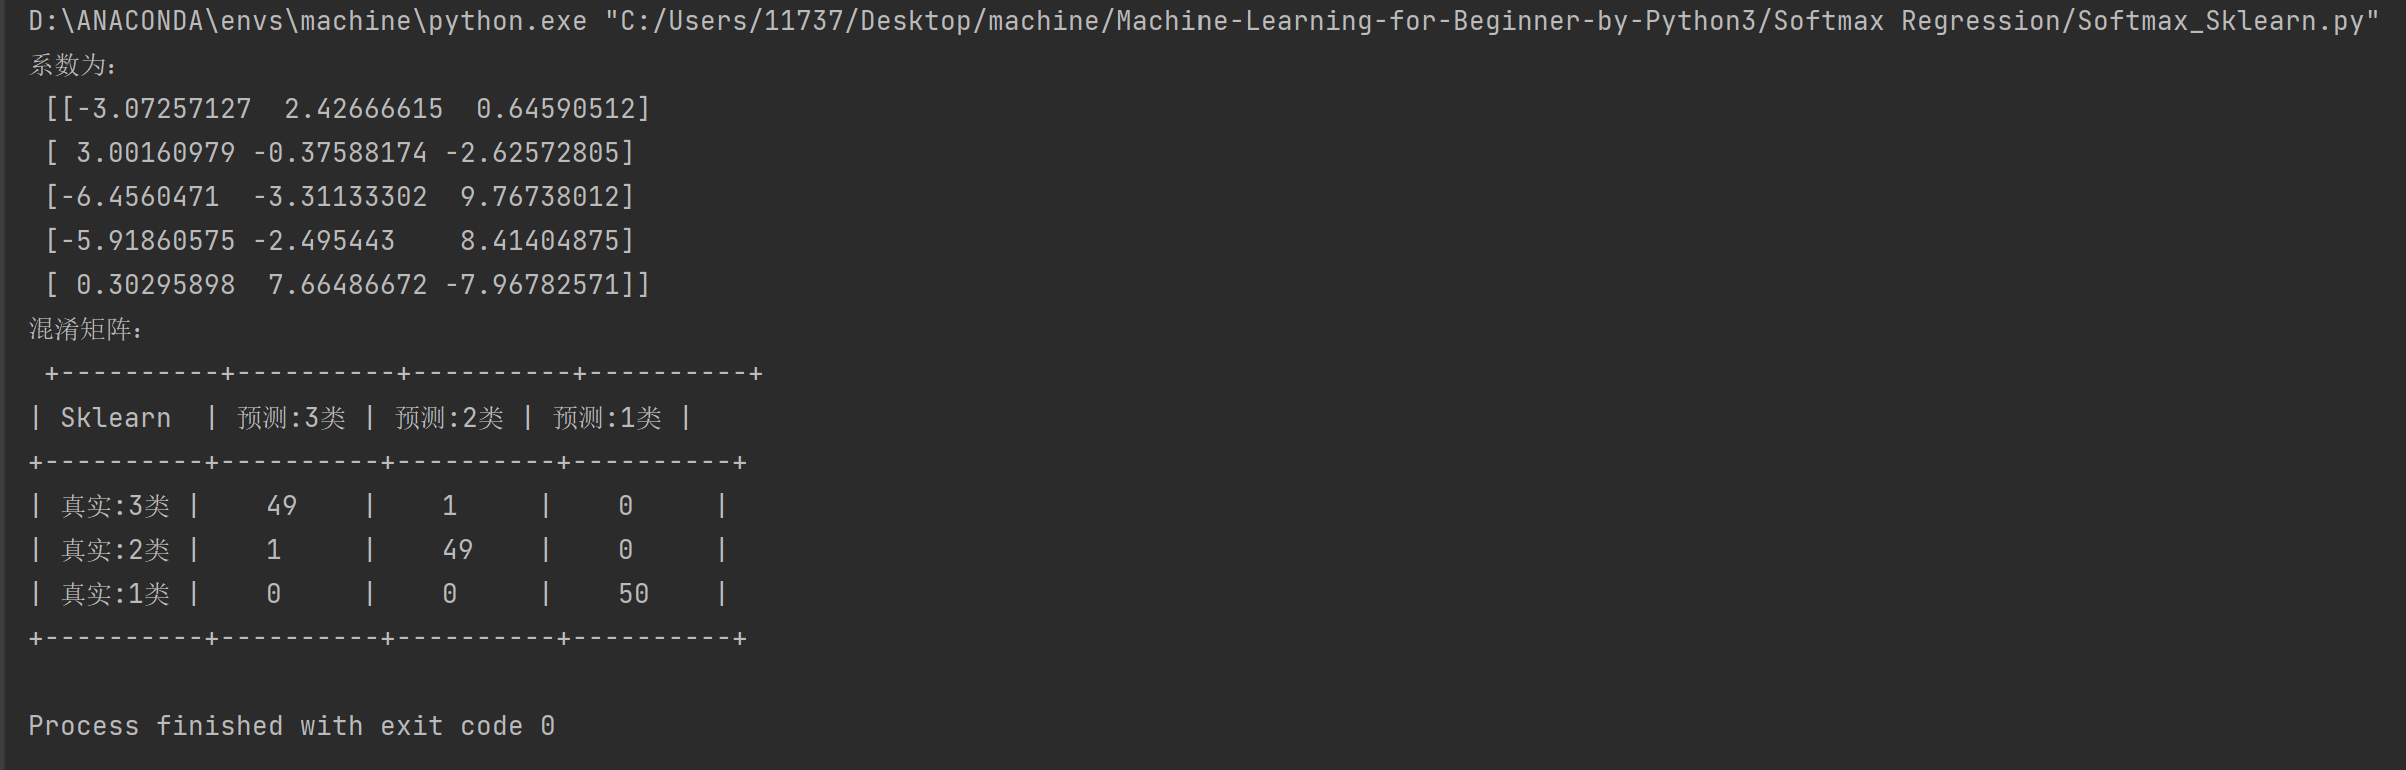 D:\ANACONDA\envs\machine\python.exe "C:/Users/11737/Desktop/machine/Machine-Learning-for-Beginner-by-Python3/Softmax Regression/Softmax_Sklearn.py"
系数为：
 [[-3.07257127  2.42666615  0.64590512]
 [ 3.00160979 -0.37588174 -2.62572805]
 [-6.4560471  -3.31133302  9.76738012]
 [-5.91860575 -2.495443    8.41404875]
 [ 0.30295898  7.66486672 -7.96782571]]
混淆矩阵：
 +----------+----------+----------+----------+
| Sklearn  | 预测:3类 | 预测:2类 | 预测:1类 |
+----------+----------+----------+----------+
| 真实:3类 |    49    |    1     |    0     |
| 真实:2类 |    1     |    49    |    0     |
| 真实:1类 |    0     |    0     |    50    |
+----------+----------+----------+----------+
Process finished with exit code 0